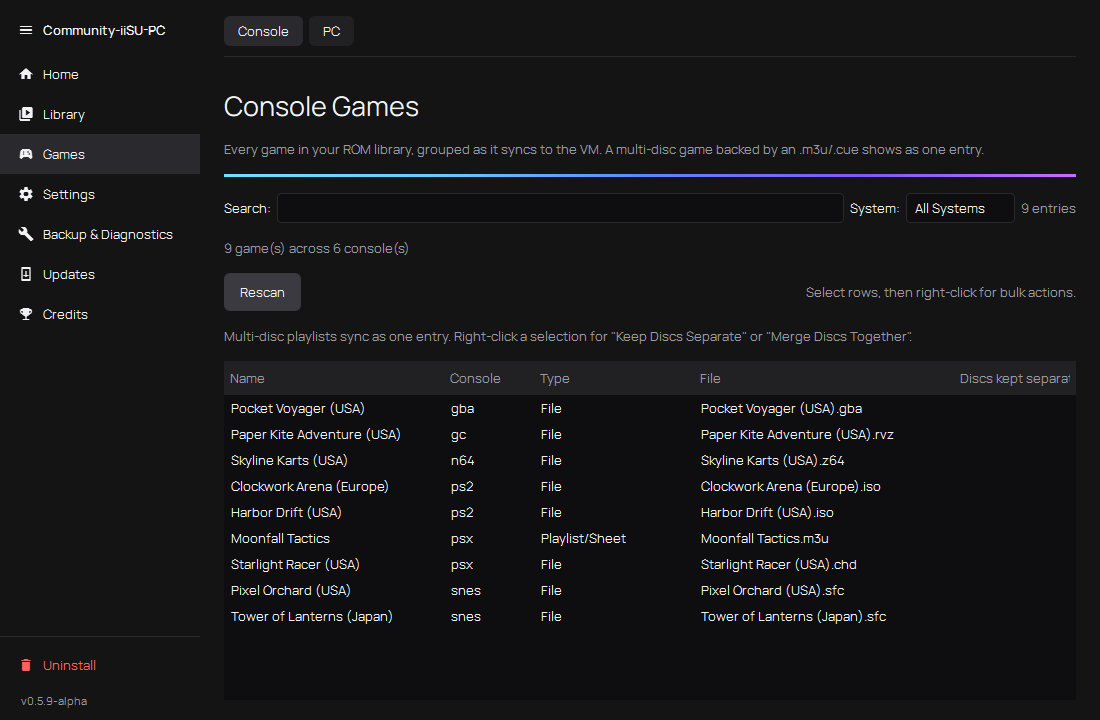 Community-iiSU-PC
Home
Library
Games
Settings
Backup & Diagnostics
Updates
Credits
Uninstall
v0.5.9-alpha
Console PC
Console Games
Every game in your ROM library, grouped as it syncs to the VM. A multi-disc game backed by an .m3u/.cue shows as one entry.
Search: System: All Systems 9 entries
9 game(s) across 6 console(s)
Rescan Select rows, then right-click for bulk actions.
Multi-disc playlists sync as one entry. Right-click a selection for "Keep Discs Separate" or "Merge Discs Together".
Name Console Type File Discs kept separat
Pocket Voyager (USA) gba File Pocket Voyager (USA).gba
Paper Kite Adventure (USA) gc File Paper Kite Adventure (USA).rvz
Skyline Karts (USA) n64 File Skyline Karts (USA).z64
Clockwork Arena (Europe) ps2 File Clockwork Arena (Europe).iso
Harbor Drift (USA) ps2 File Harbor Drift (USA).iso
Moonfall Tactics psx Playlist/Sheet Moonfall Tactics.m3u
Starlight Racer (USA) psx File Starlight Racer (USA).chd
Pixel Orchard (USA) snes File Pixel Orchard (USA).sfc
Tower of Lanterns (Japan) snes File Tower of Lanterns (Japan).sfc